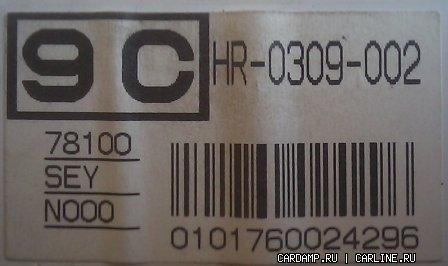 9C HR-0309-002
78100
SEY
N000
0101760024296
CARDAMP.RU | CARLINE.RU